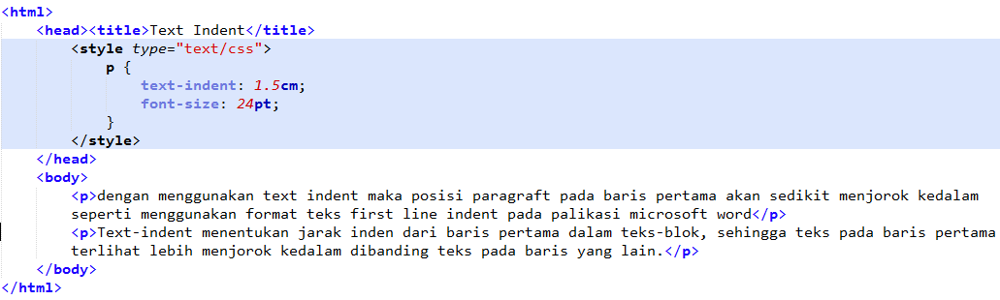 <html>
<head><title>Text Indent</title>
<style type="text/css">
p {
text-indent: 1.5cm;
font-size: 24pt;
}
</style>
</head>
<body>
<p>dengan menggunakan text indent maka posisi paragraft pada baris pertama akan sedikit menjorok kedalam
seperti menggunakan format teks first line indent pada palikasi microsoft word</p>
<p>Text-indent menentukan jarak inden dari baris pertama dalam teks-blok, sehingga teks pada baris pertama
terlihat lebih menjorok kedalam dibanding teks pada baris yang lain.</p>
</body>
</html>